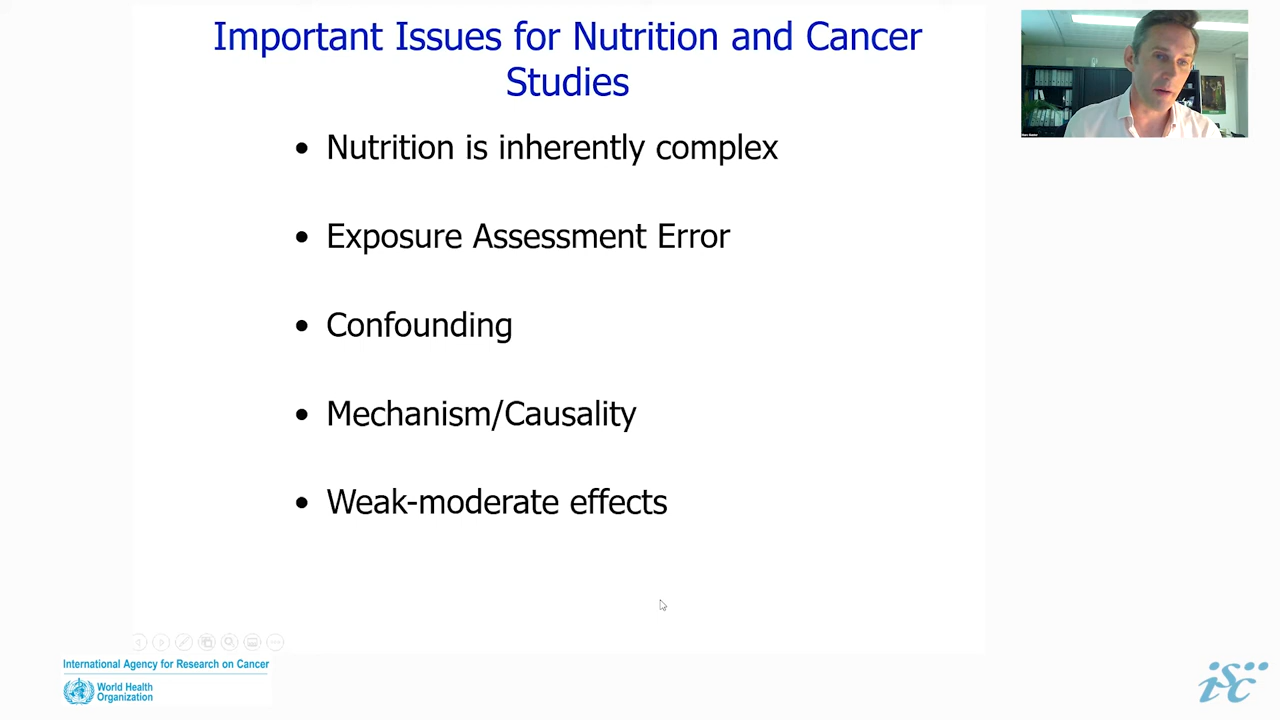 Important Issues for Nutrition and Cancer
Studies
• Nutrition is inherently complex
• Exposure Assessment Error
• Confounding
• Mechanism/Causality
• Weak-moderate effects
International Agency for Research on Cancer
World Health
Organization
isc